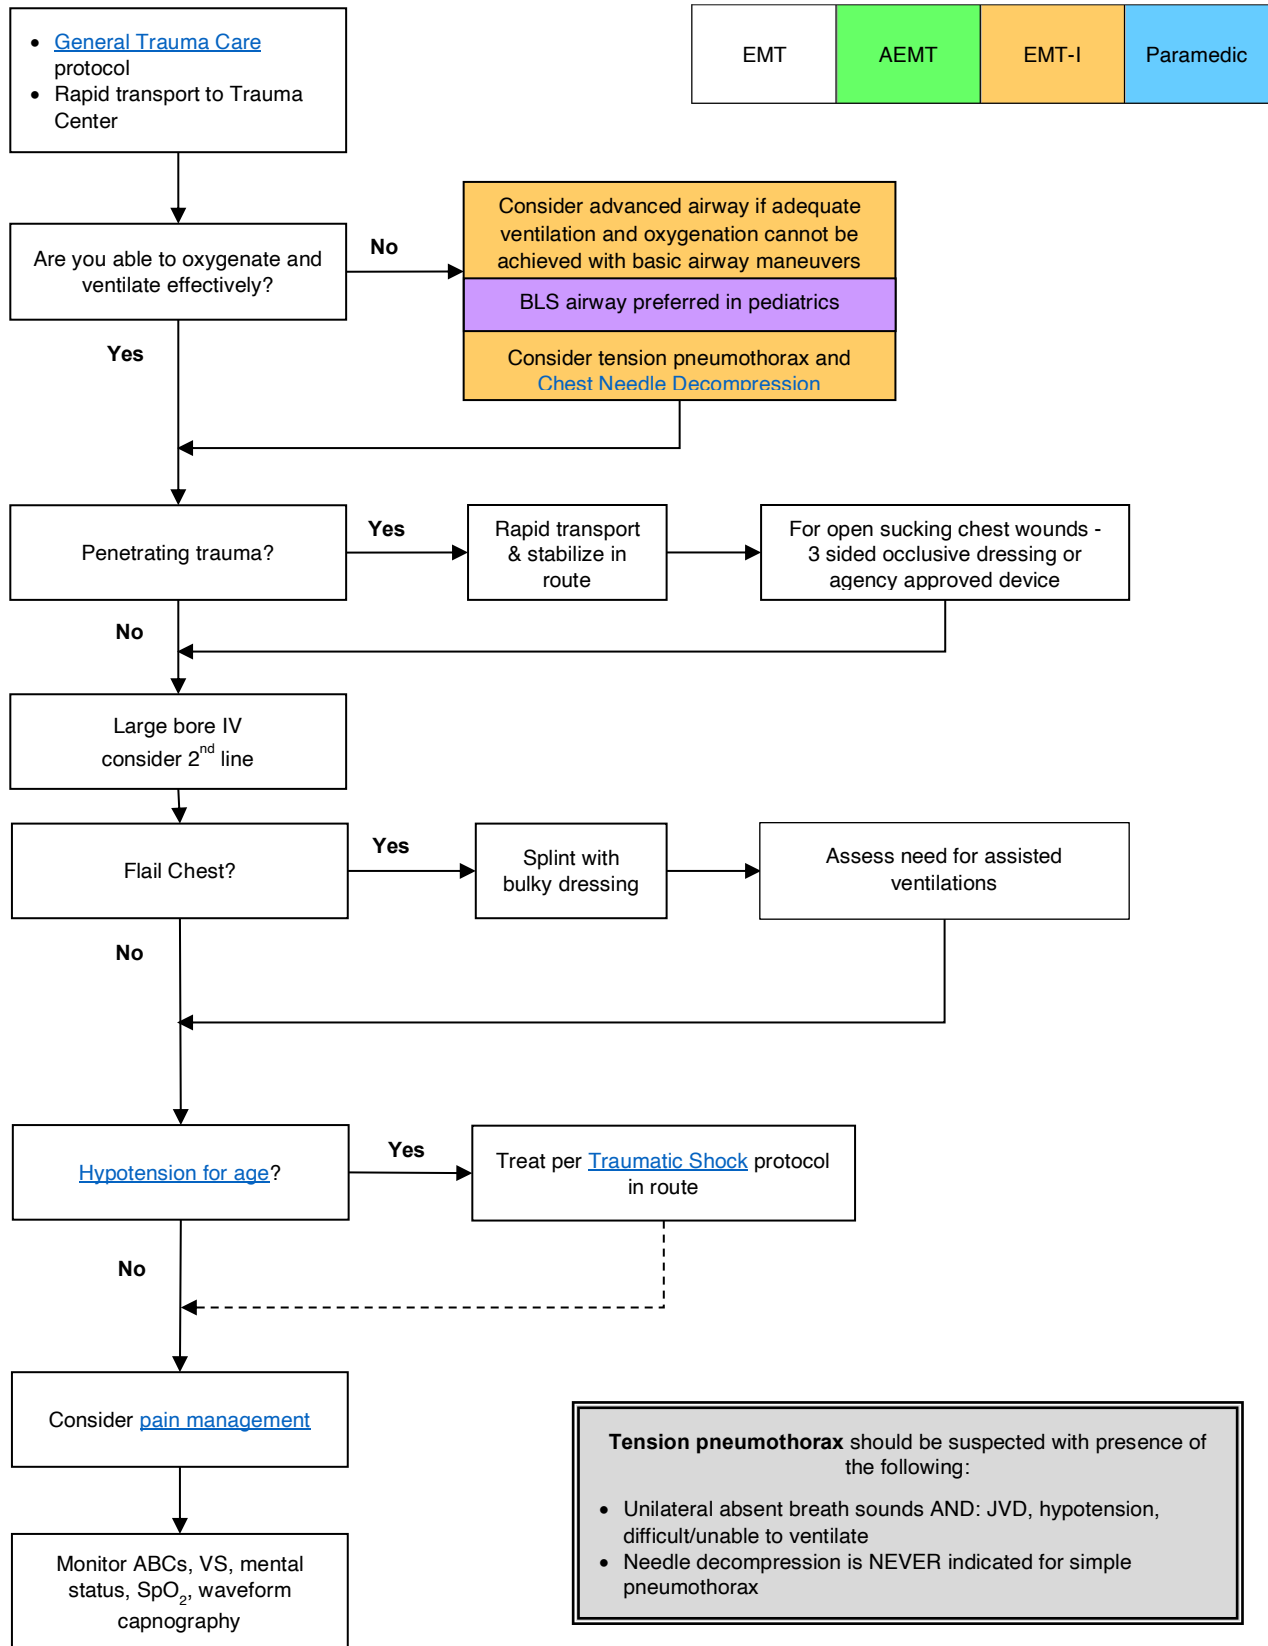 • General Trauma Care
protocol
• Rapid transport to Trauma
Center
EMT
AEMT
EMT-I
Paramedic
Are you able to oxygenate and
ventilate effectively?
No
Consider advanced airway if adequate
ventilation and oxygenation cannot be
achieved with basic airway maneuvers
BLS airway preferred in pediatrics
Consider tension pneumothorax and
Chest Needle Decompression
Yes
Penetrating trauma?
Yes
Rapid transport
& stabilize in
route
For open sucking chest wounds -
3 sided occlusive dressing or
agency approved device
No
Large bore IV
consider 2nd line
Flail Chest?
Yes
Splint with
bulky dressing
Assess need for assisted
ventilations
No
Hypotension for age?
Yes
Treat per Traumatic Shock protocol
in route
No
Consider pain management
Monitor ABCs, VS, mental
status, SpO2, waveform
capnography
Tension pneumothorax should be suspected with presence of
the following:
• Unilateral absent breath sounds AND: JVD, hypotension,
difficult/unable to ventilate
• Needle decompression is NEVER indicated for simple
pneumothorax